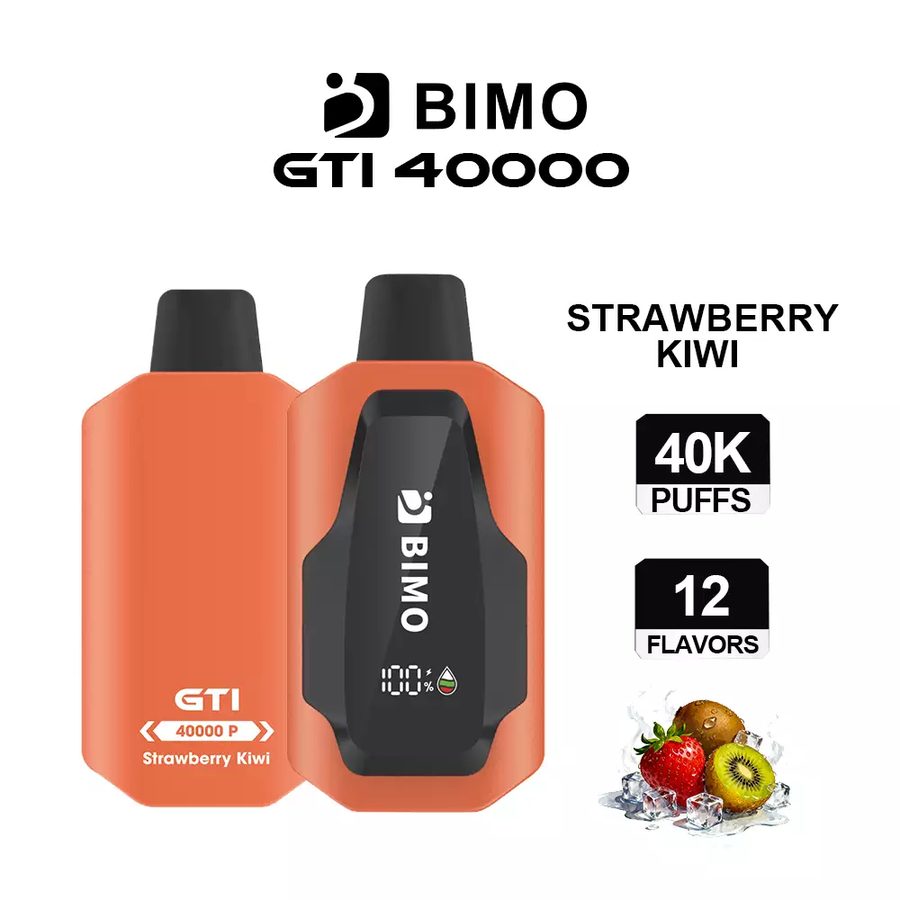 BIMO
GTI 40000
STRAWBERRY
KIWI
40K
PUFFS
12
FLAVORS
GTI
40000 P
Strawberry Kiwi
BIMO
100%